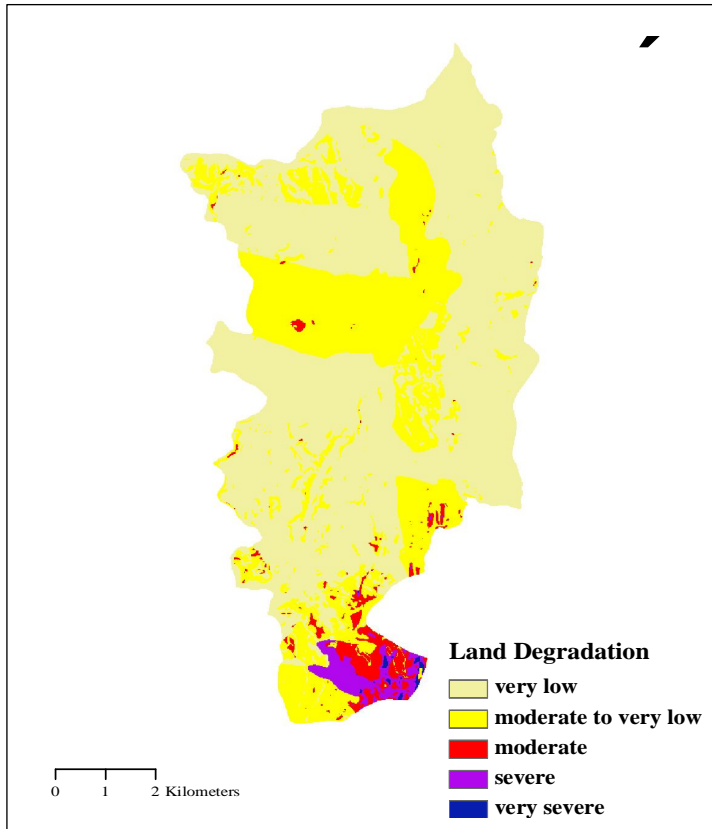 Land Degradation
very low
moderate to very low
moderate
severe
very severe
0 1 2 Kilometers